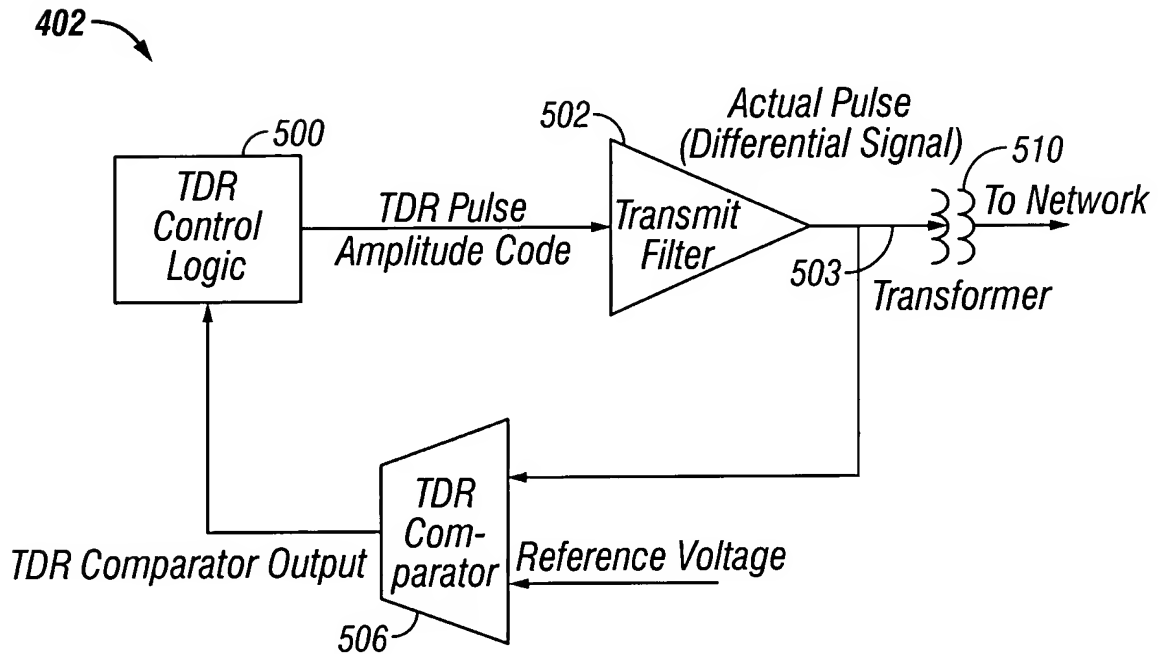 402
500
TDR
Control
Logic
TDR Pulse
Amplitude Code
502
Transmit
Filter
Actual Pulse
(Differential Signal)
510
To Network
503
Transformer
TDR
Com-
parator
Reference Voltage
TDR Comparator Output
506